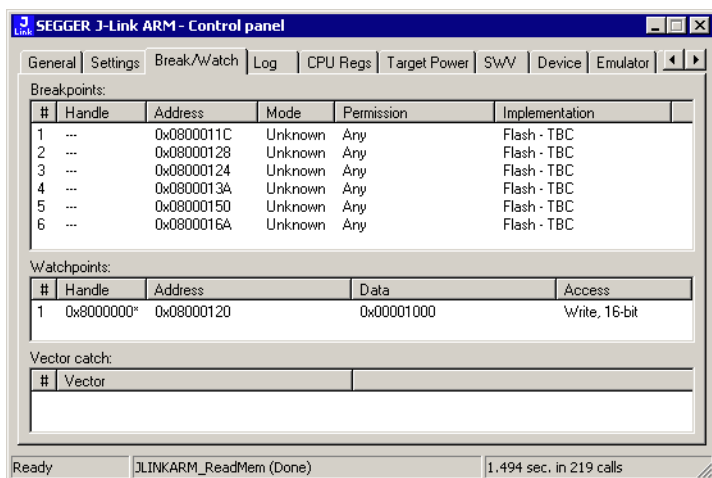 J Link SEGGER J-Link ARM - Control panel
General Settings Break/Watch Log CPU Regs Target Power SWV Device Emulator
Breakpoints:
# Handle Address Mode Permission Implementation
1 --- 0x0800011C Unknown Any Flash - TBC
2 --- 0x08000128 Unknown Any Flash - TBC
3 --- 0x08000124 Unknown Any Flash - TBC
4 --- 0x0800013A Unknown Any Flash - TBC
5 --- 0x08000150 Unknown Any Flash - TBC
6 --- 0x0800016A Unknown Any Flash - TBC
Watchpoints:
# Handle Address Data Access
1 0x8000000* 0x08000120 0x00001000 Write, 16-bit
Vector catch:
# Vector
Ready JLINKARM_ReadMem (Done) 1.494 sec. in 219 calls